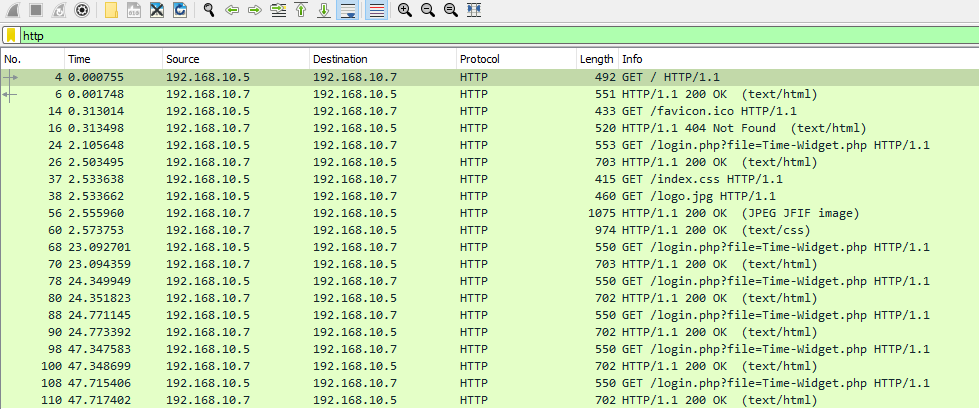 http
No. Time Source Destination Protocol Length Info
4 0.000755 192.168.10.5 192.168.10.7 HTTP 492 GET / HTTP/1.1
6 0.001748 192.168.10.7 192.168.10.5 HTTP 551 HTTP/1.1 200 OK (text/html)
14 0.313014 192.168.10.5 192.168.10.7 HTTP 433 GET /favicon.ico HTTP/1.1
16 0.313498 192.168.10.7 192.168.10.5 HTTP 520 HTTP/1.1 404 Not Found (text/html)
24 2.105648 192.168.10.5 192.168.10.7 HTTP 553 GET /login.php?file=Time-Widget.php HTTP/1.1
26 2.503495 192.168.10.7 192.168.10.5 HTTP 703 HTTP/1.1 200 OK (text/html)
37 2.533638 192.168.10.5 192.168.10.7 HTTP 415 GET /index.css HTTP/1.1
38 2.533662 192.168.10.5 192.168.10.7 HTTP 460 GET /logo.jpg HTTP/1.1
56 2.555960 192.168.10.7 192.168.10.5 HTTP 1075 HTTP/1.1 200 OK (JPEG JFIF image)
60 2.573753 192.168.10.7 192.168.10.5 HTTP 974 HTTP/1.1 200 OK (text/css)
68 23.092701 192.168.10.5 192.168.10.7 HTTP 550 GET /login.php?file=Time-Widget.php HTTP/1.1
70 23.094359 192.168.10.7 192.168.10.5 HTTP 703 HTTP/1.1 200 OK (text/html)
78 24.349949 192.168.10.5 192.168.10.7 HTTP 550 GET /login.php?file=Time-Widget.php HTTP/1.1
80 24.351823 192.168.10.7 192.168.10.5 HTTP 702 HTTP/1.1 200 OK (text/html)
88 24.771145 192.168.10.5 192.168.10.7 HTTP 550 GET /login.php?file=Time-Widget.php HTTP/1.1
90 24.773392 192.168.10.7 192.168.10.5 HTTP 702 HTTP/1.1 200 OK (text/html)
98 47.347583 192.168.10.5 192.168.10.7 HTTP 550 GET /login.php?file=Time-Widget.php HTTP/1.1
100 47.348699 192.168.10.7 192.168.10.5 HTTP 702 HTTP/1.1 200 OK (text/html)
108 47.715406 192.168.10.5 192.168.10.7 HTTP 550 GET /login.php?file=Time-Widget.php HTTP/1.1
110 47.717402 192.168.10.7 192.168.10.5 HTTP 702 HTTP/1.1 200 OK (text/html)